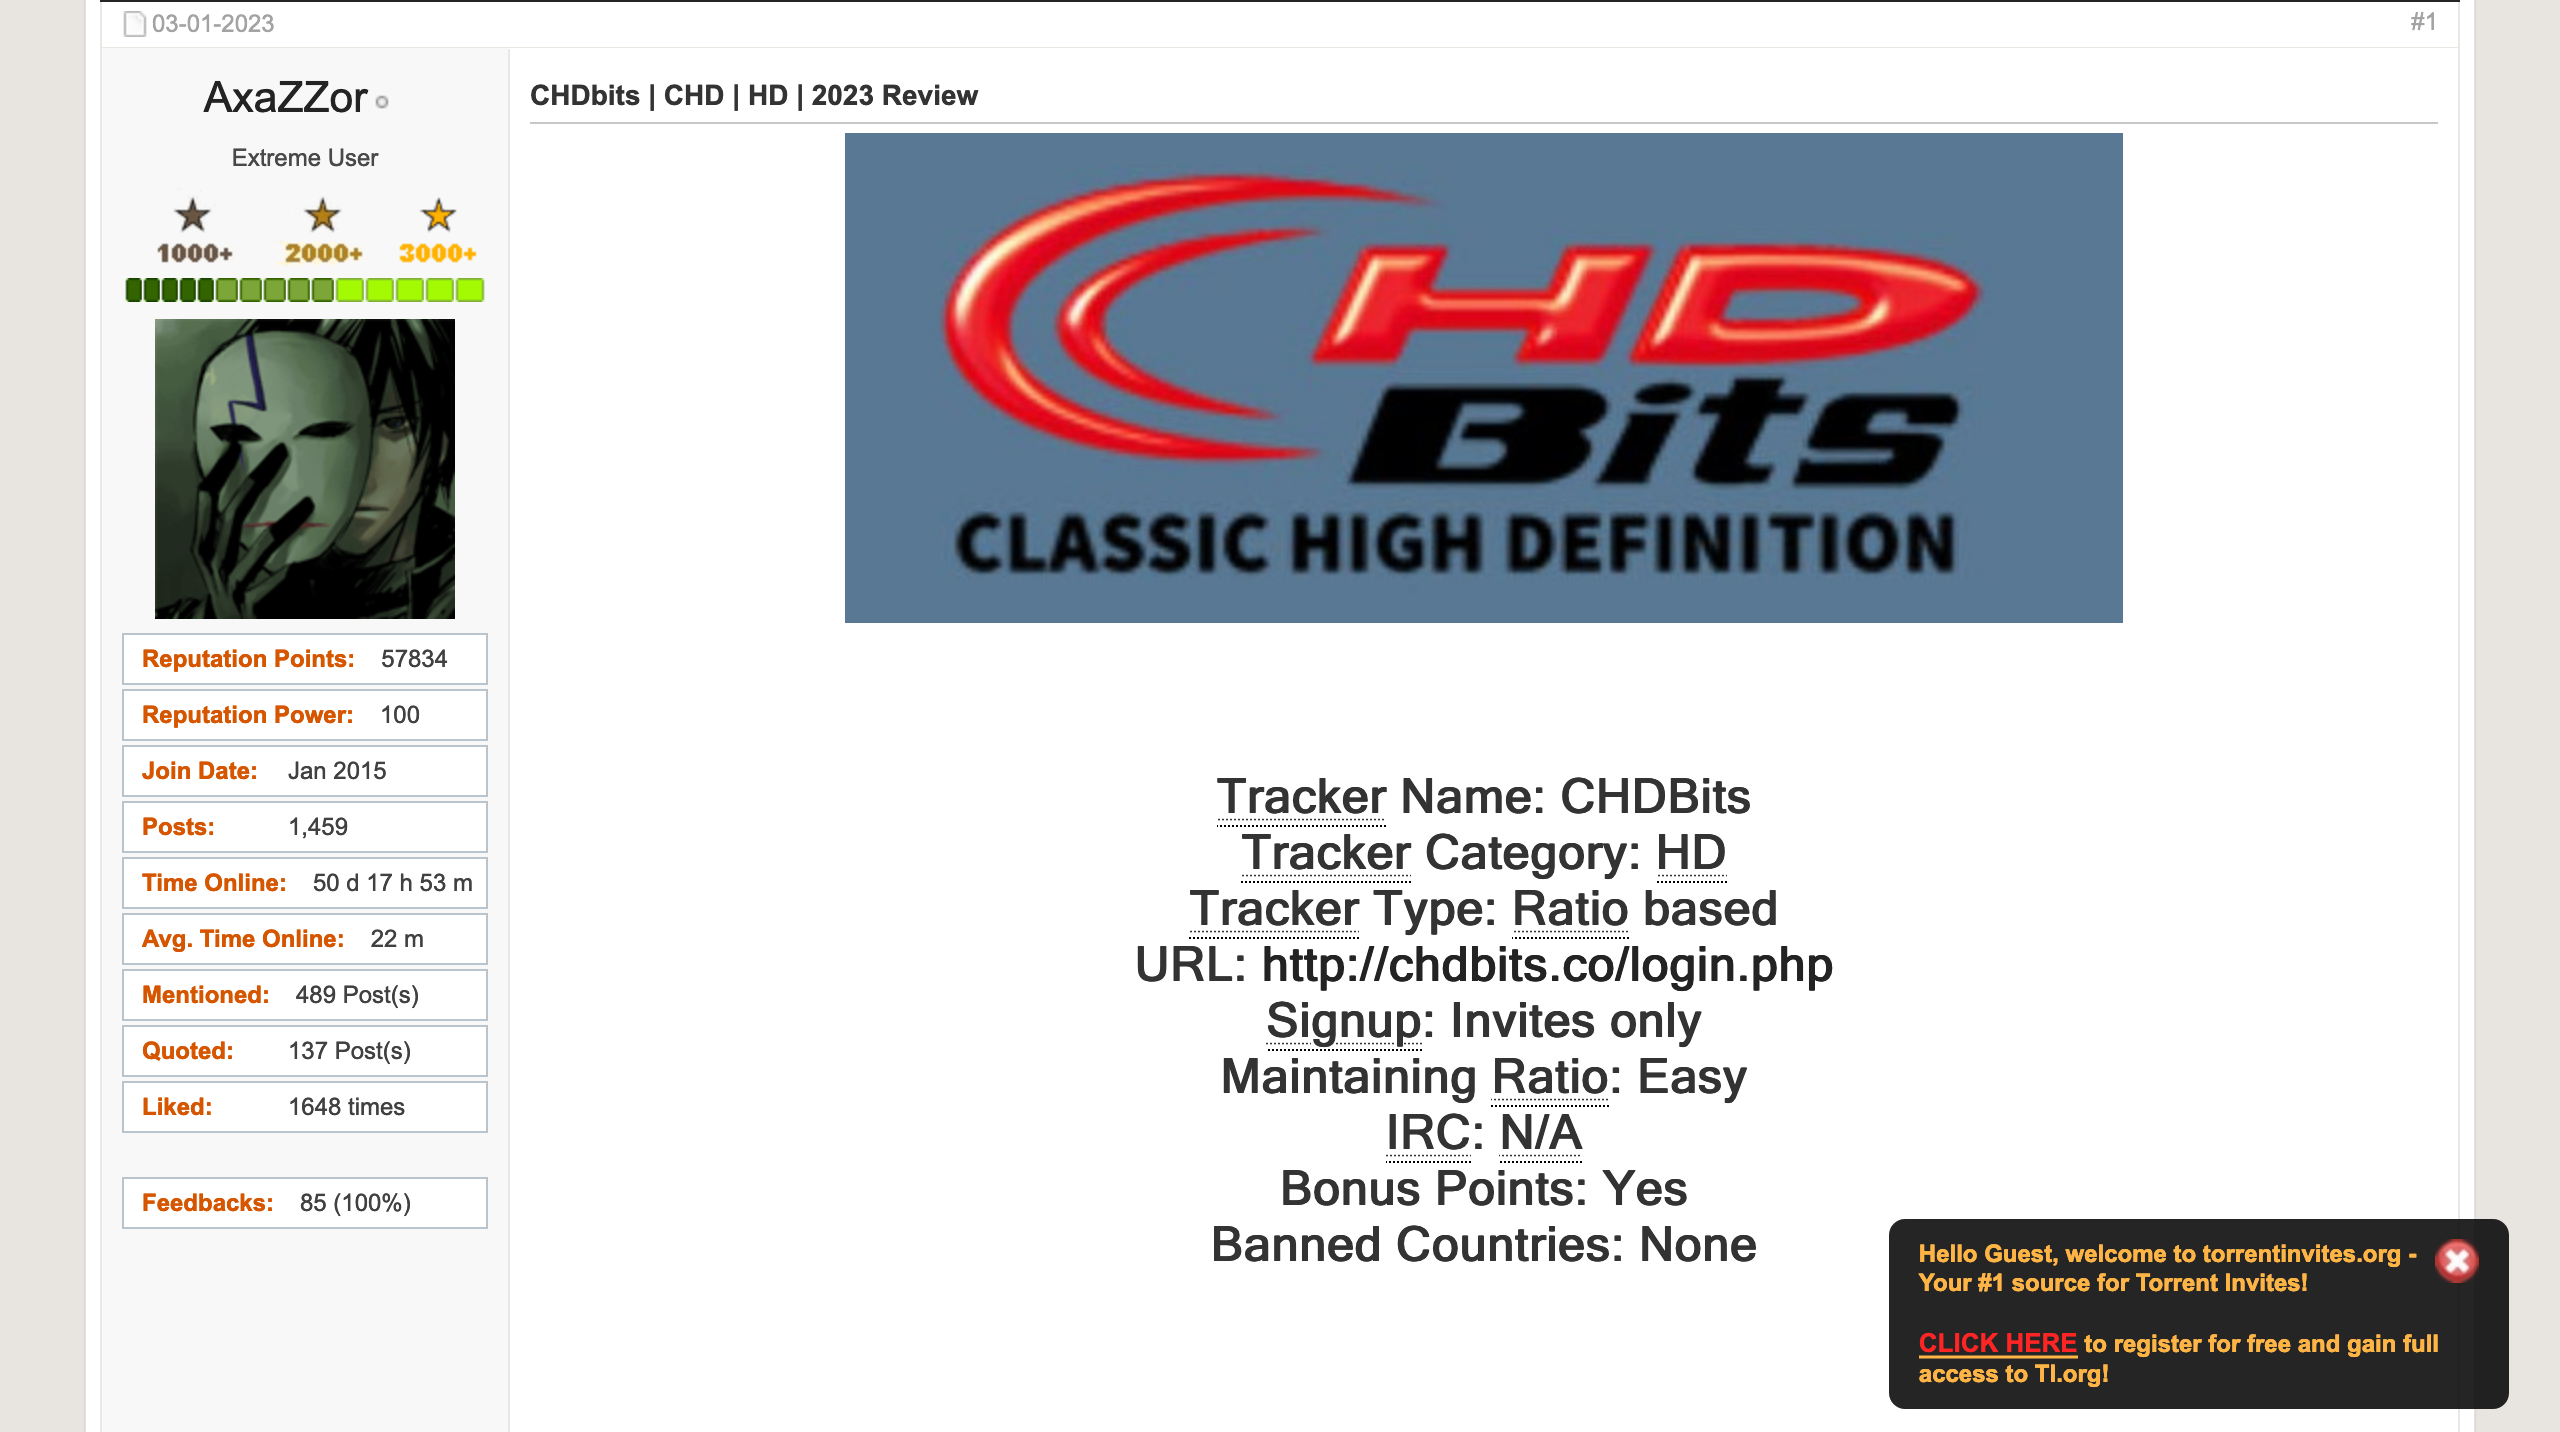 03-01-2023
#1
AxaZZor
Extreme User
1000+ 2000+ 3000+
Reputation Points: 57834
Reputation Power: 100
Join Date: Jan 2015
Posts: 1,459
Time Online: 50 d 17 h 53 m
Avg. Time Online: 22 m
Mentioned: 489 Post(s)
Quoted: 137 Post(s)
Liked: 1648 times
Feedbacks: 85 (100%)
CHDbits | CHD | HD | 2023 Review
CHD
Bits
CLASSIC HIGH DEFINITION
Tracker Name: CHDBits
Tracker Category: HD
Tracker Type: Ratio based
URL: http://chdbits.co/login.php
Signup: Invites only
Maintaining Ratio: Easy
IRC: N/A
Bonus Points: Yes
Banned Countries: None
Hello Guest, welcome to torrentinvites.org -
Your #1 source for Torrent Invites!
CLICK HERE to register for free and gain full
access to TI.org!